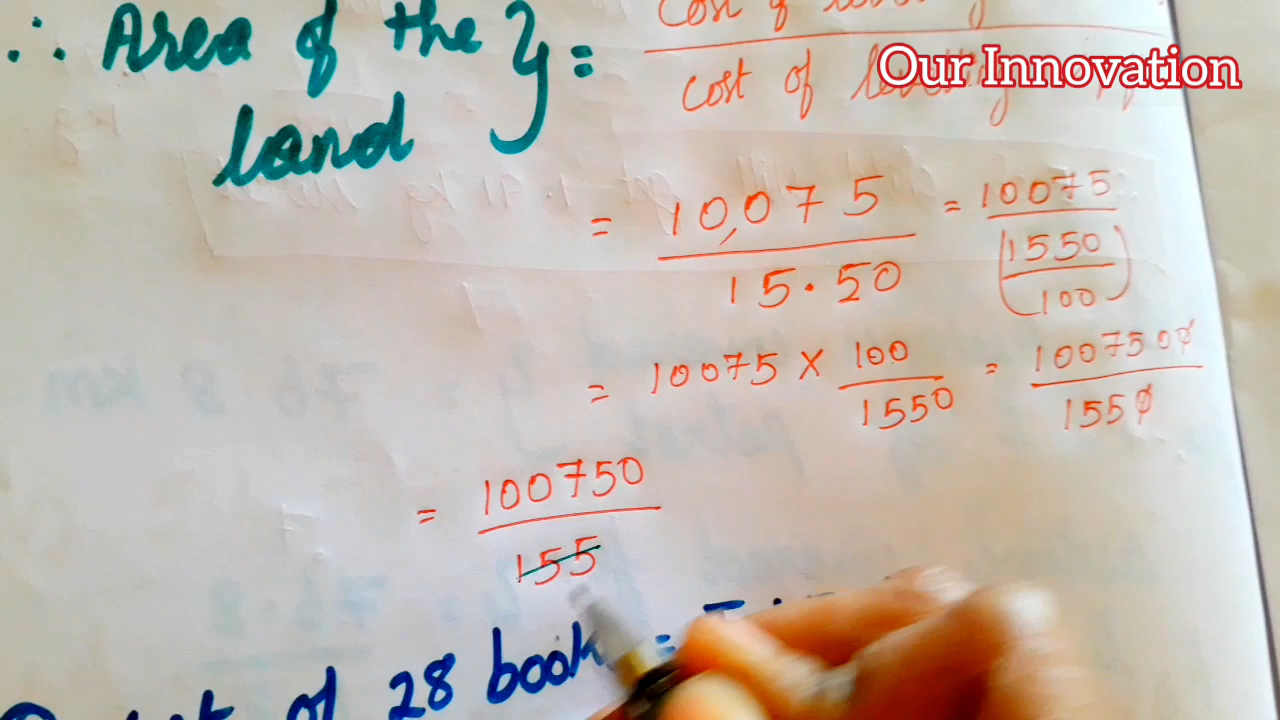 ∴ Area of the } = Cost of
land cost of
Our Innovation
= 10,075 / 15.50 = 10075 / (1550 / 100)
= 10075 × 100 / 1550 = 1007500 / 1550
= 100750 / 155
of 28 book =